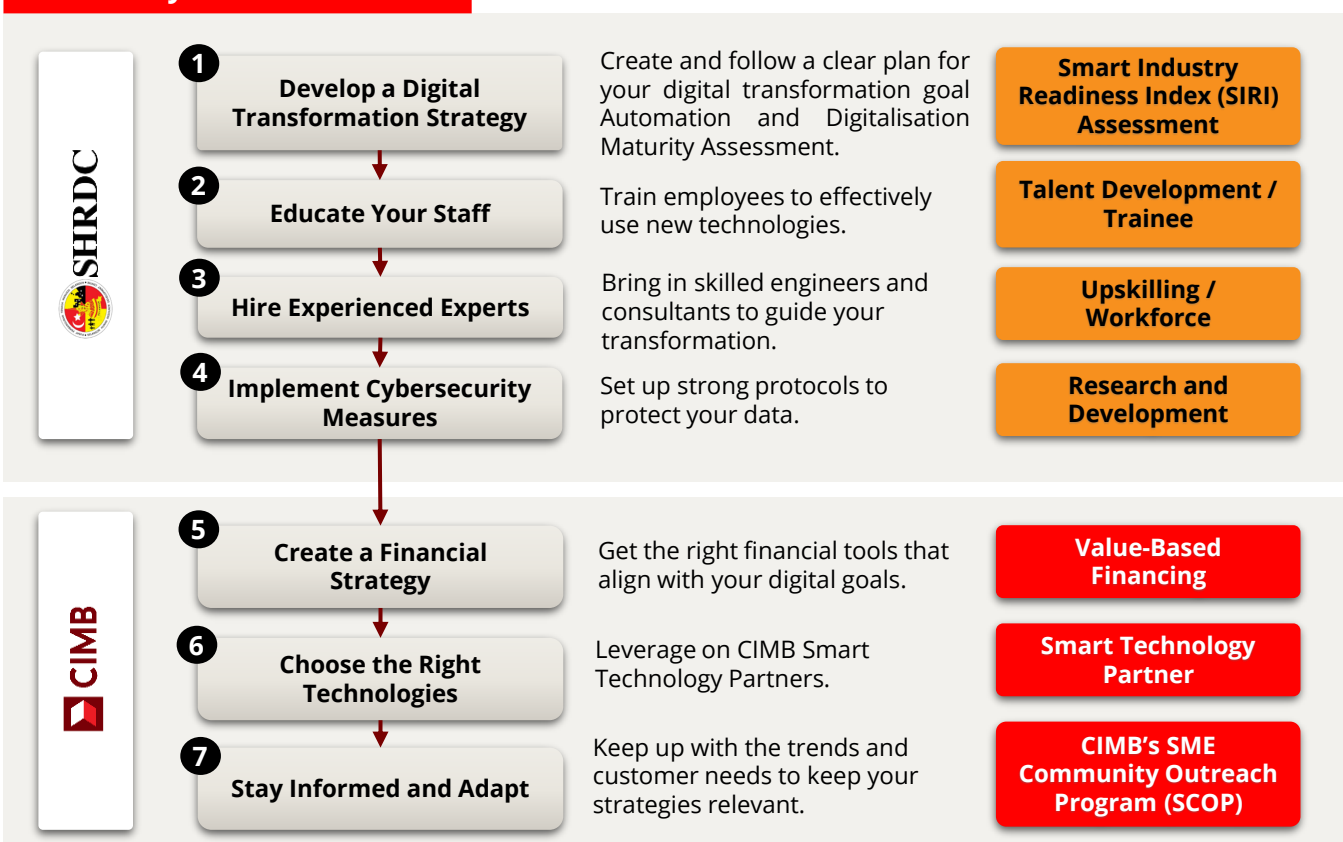 SHRDC
1
Develop a Digital
Transformation Strategy
Create and follow a clear plan for
your digital transformation goal
Automation and Digitalisation
Maturity Assessment.
Smart Industry
Readiness Index (SIRI)
Assessment
2
Educate Your Staff
Train employees to effectively
use new technologies.
Talent Development /
Trainee
3
Hire Experienced Experts
Bring in skilled engineers and
consultants to guide your
transformation.
Upskilling /
Workforce
4
Implement Cybersecurity
Measures
Set up strong protocols to
protect your data.
Research and
Development
CIMB
5
Create a Financial
Strategy
Get the right financial tools that
align with your digital goals.
Value-Based
Financing
6
Choose the Right
Technologies
Leverage on CIMB Smart
Technology Partners.
Smart Technology
Partner
7
Stay Informed and Adapt
Keep up with the trends and
customer needs to keep your
strategies relevant.
CIMB's SME
Community Outreach
Program (SCOP)